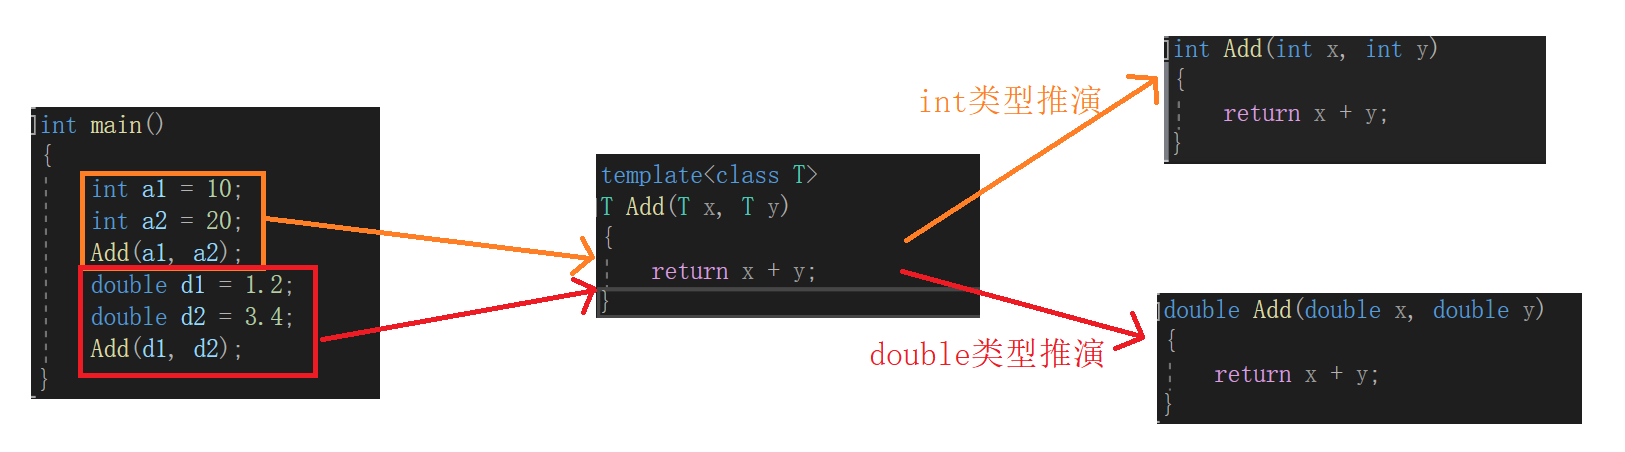 int main()
{
int a1 = 10;
int a2 = 20;
Add(a1, a2);
double d1 = 1.2;
double d2 = 3.4;
Add(d1, d2);
}
template<class T>
T Add(T x, T y)
{
return x + y;
}
int类型推演
double类型推演
int Add(int x, int y)
{
return x + y;
}
double Add(double x, double y)
{
return x + y;
}